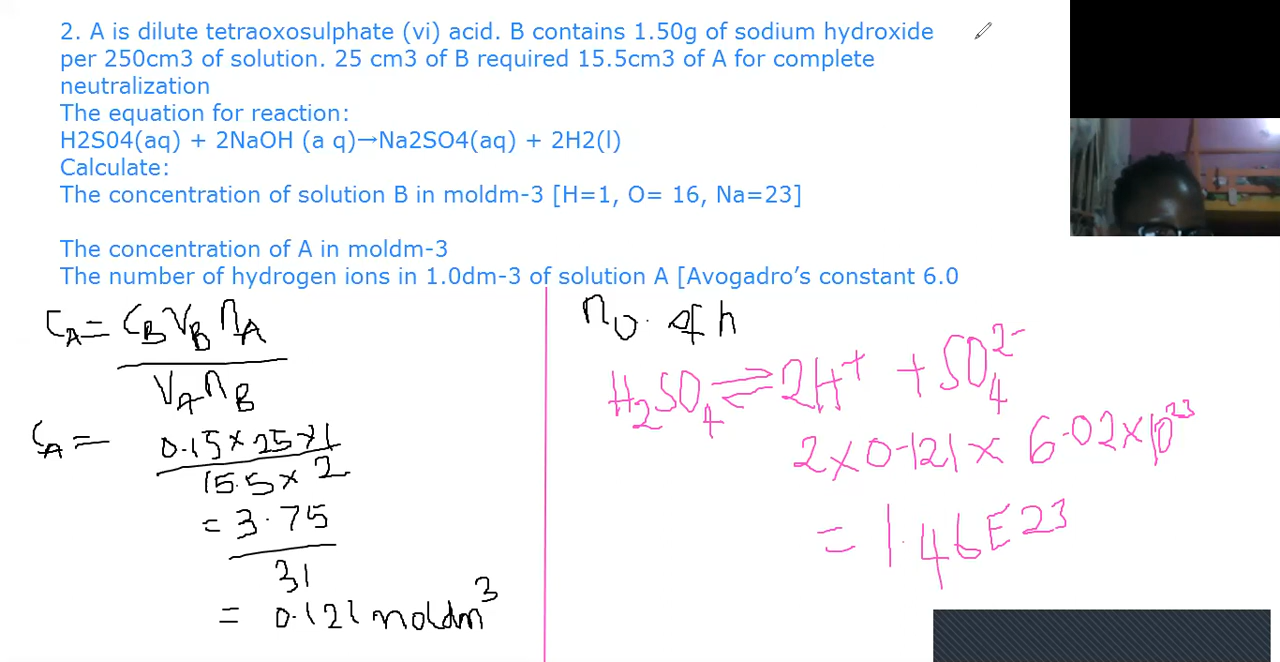 2. A is dilute tetraoxosulphate (vi) acid. B contains 1.50g of sodium hydroxide
per 250cm3 of solution. 25 cm3 of B required 15.5cm3 of A for complete
neutralization
The equation for reaction:
H2S04(aq) + 2NaOH (a q)→Na2SO4(aq) + 2H2(l)
Calculate:
The concentration of solution B in moldm-3 [H=1, O= 16, Na=23]
The concentration of A in moldm-3
The number of hydrogen ions in 1.0dm-3 of solution A [Avogadro’s constant 6.0
CA= CBVBnA
VAnB
CA= 0.15×25×1
15.5×2
= 3.75
31
= 0.121 moldm3
no. of h
H2SO4 ⇌ 2H+ + SO42-
2×0.121× 6.02×1023
= 1.46E23